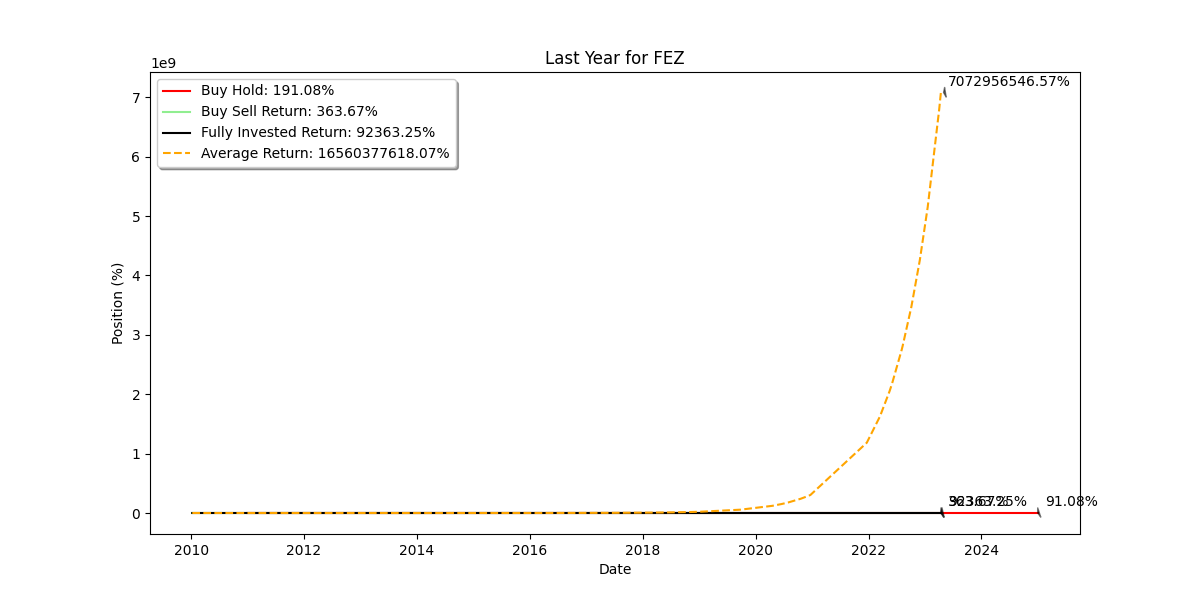 Last Year for FEZ
1e9
Buy Hold: 191.08%
Buy Sell Return: 363.67%
Fully Invested Return: 92363.25%
Average Return: 16560377618.07%
7072956546.57%
7
6
5
4
3
2
1
0
Position (%)
91.08%
2010
2012
2014
2016
2018
2020
2022
2024
Date